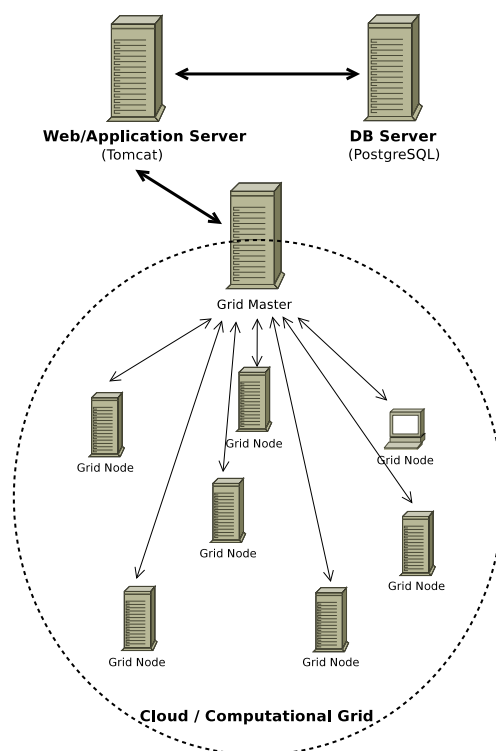 Web/Application Server
(Tomcat)
DB Server
(PostgreSQL)
Grid Master
Grid Node
Grid Node
Grid Node
Grid Node
Grid Node
Grid Node
Grid Node
Cloud / Computational Grid